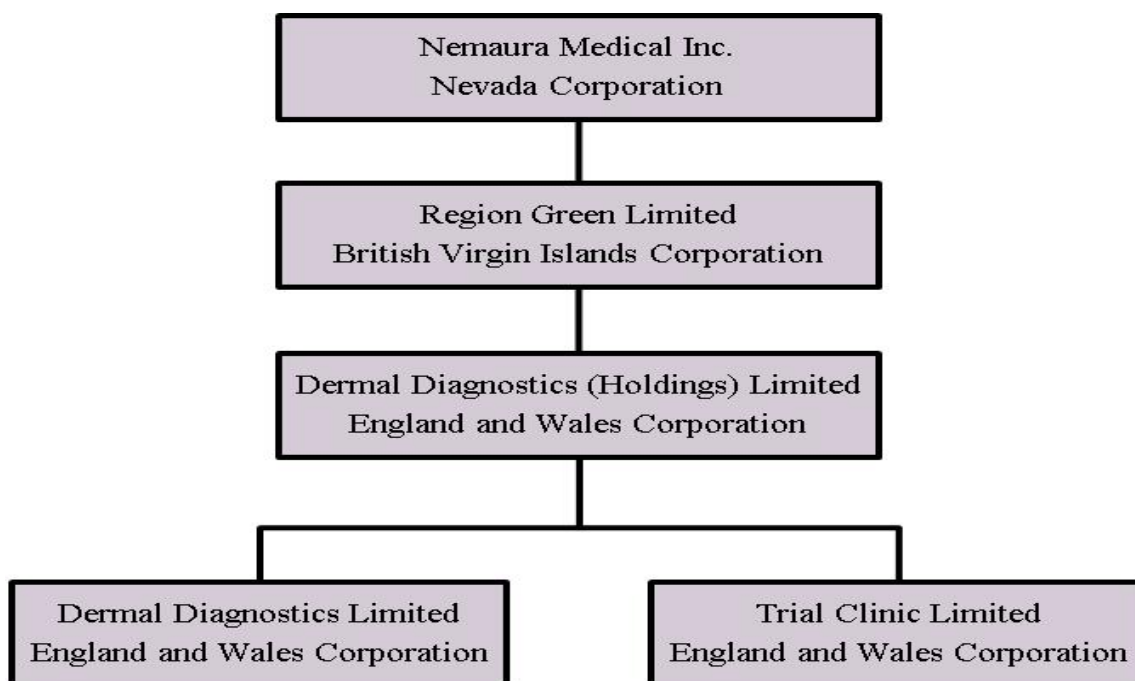 Nemaura Medical Inc.
Nevada Corporation
Region Green Limited
British Virgin Islands Corporation
Dermal Diagnostics (Holdings) Limited
England and Wales Corporation
Dermal Diagnostics Limited
England and Wales Corporation
Trial Clinic Limited
England and Wales Corporation